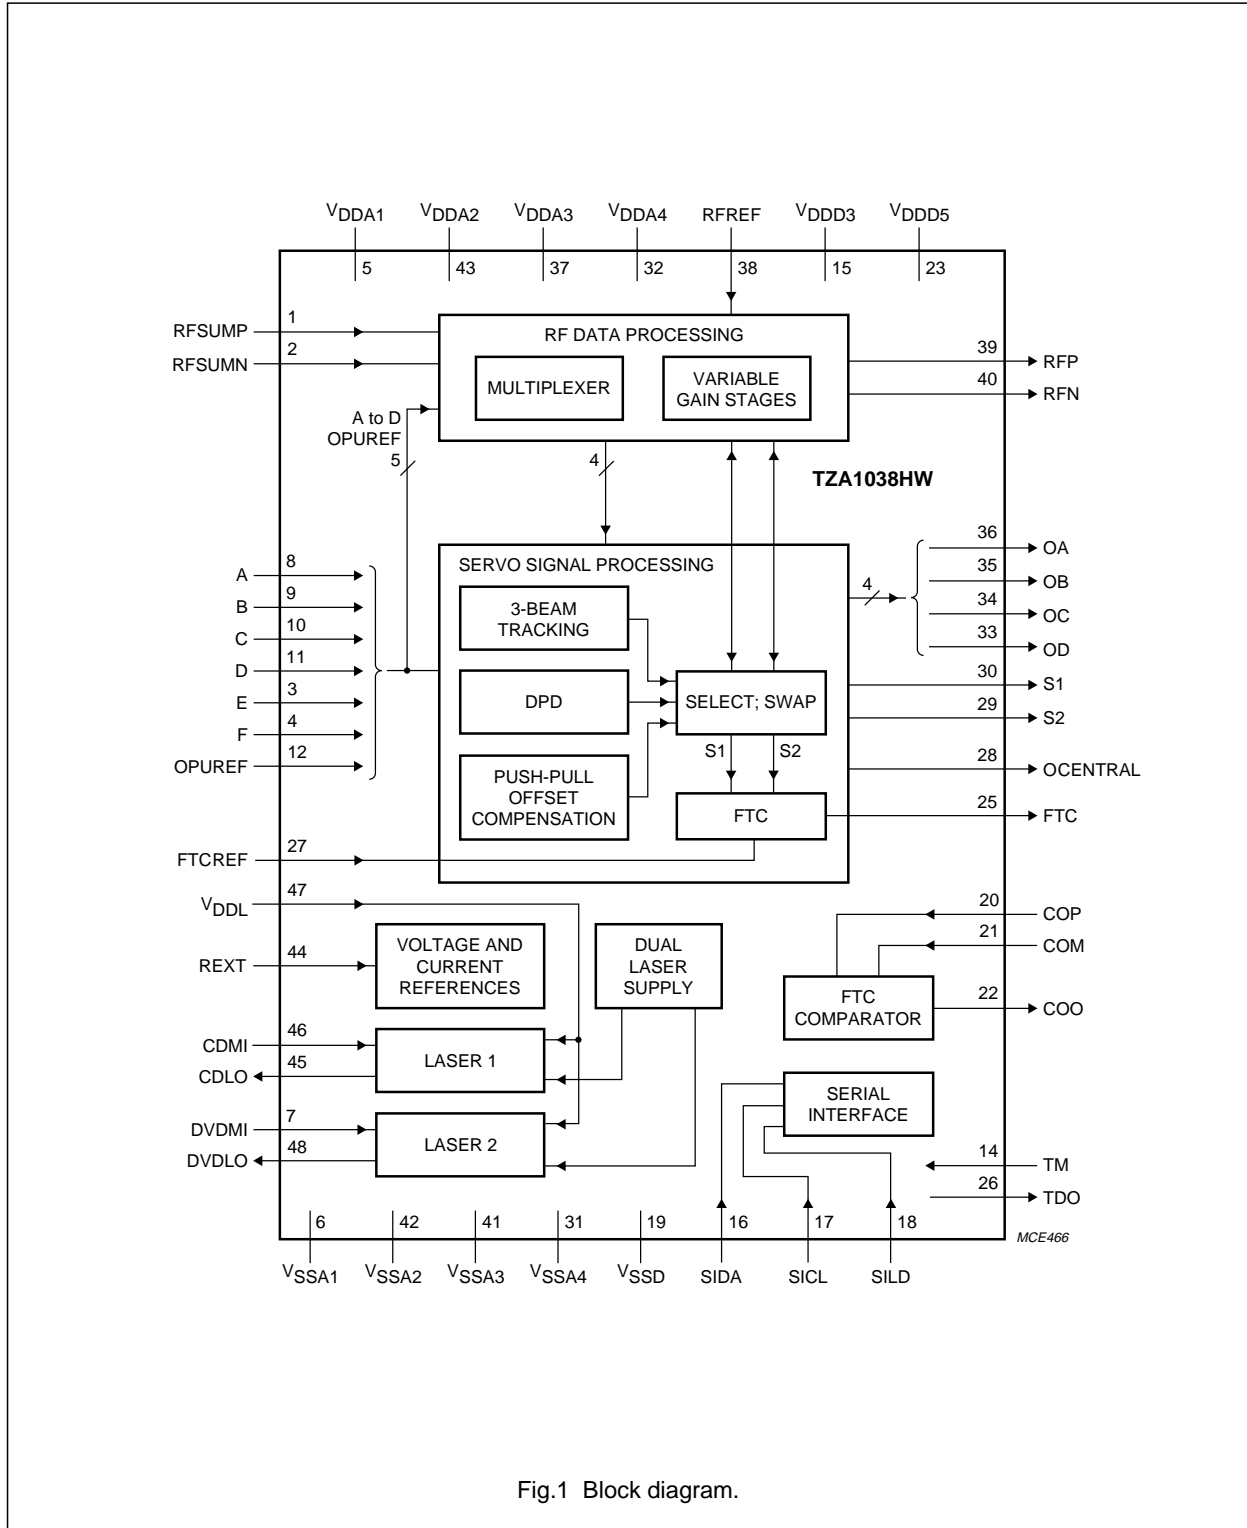 VDDA1 VDDA2 VDDA3 VDDA4 RFREF VDDD3 VDDD5
5 43 37 32 38 15 23
RFSUMP 1
RFSUMN 2
RF DATA PROCESSING
MULTIPLEXER
VARIABLE
GAIN STAGES
39 RFP
40 RFN
A to D
OPUREF
5
4
TZA1038HW
SERVO SIGNAL PROCESSING
3-BEAM
TRACKING
DPD
PUSH-PULL
OFFSET
COMPENSATION
SELECT; SWAP
S1 S2
FTC
A 8
B 9
C 10
D 11
E 3
F 4
OPUREF 12
FTCREF 27
4
36 OA
35 OB
34 OC
33 OD
30 S1
29 S2
28 OCENTRAL
25 FTC
VDDL 47
REXT 44
VOLTAGE AND
CURRENT
REFERENCES
DUAL
LASER
SUPPLY
20 COP
21 COM
22 COO
FTC
COMPARATOR
CDMI 46
CDLO 45
LASER 1
DVDMI 7
DVDLO 48
LASER 2
SERIAL
INTERFACE
14 TM
26 TDO
6 42 41 31 19 16 17 18
VSSA1 VSSA2 VSSA3 VSSA4 VSSD SIDA SICL SILD
MCE466
Fig.1 Block diagram.